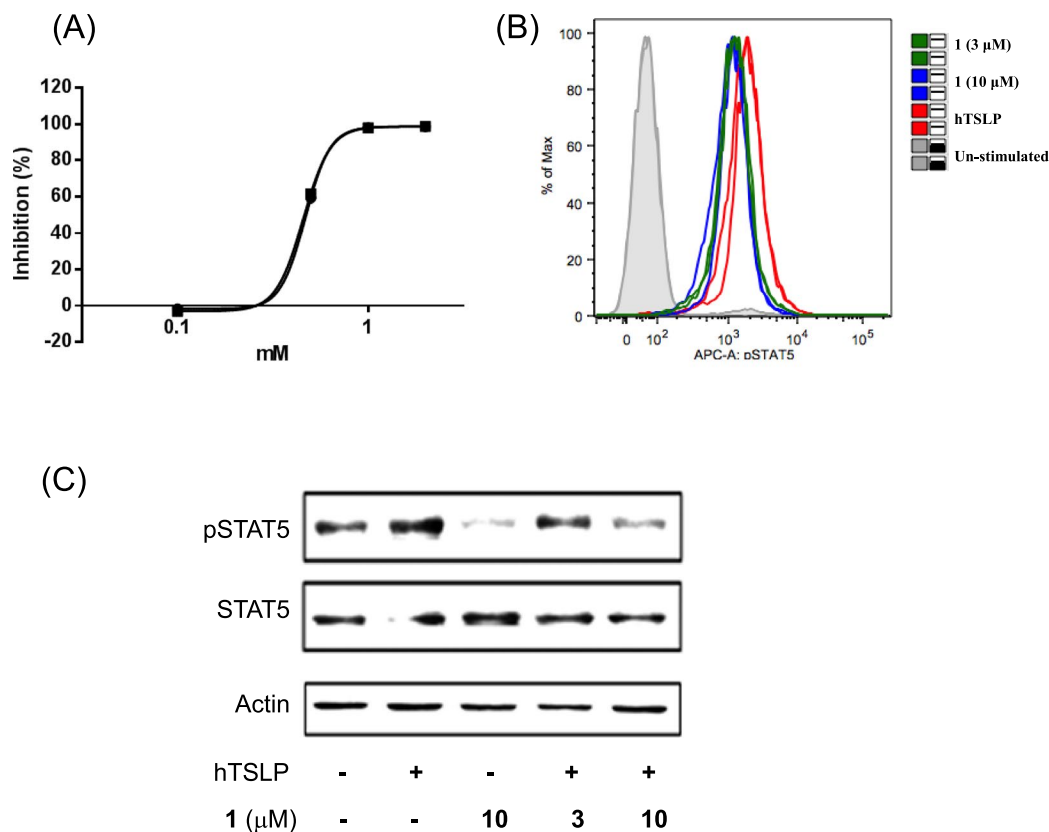 (A)
Inhibition (%)
120
100
80
60
40
20
0
-20
0.1
1
mM
(B)
% of Max
100
80
60
40
20
0
0 10² 10³ 10⁴ 10⁵
APC-A: pSTAT5
1 (3 µM)
1 (10 µM)
hTSLP
Un-stimulated
(C)
pSTAT5
STAT5
Actin
hTSLP - + - + +
1 (µM) - - 10 3 10